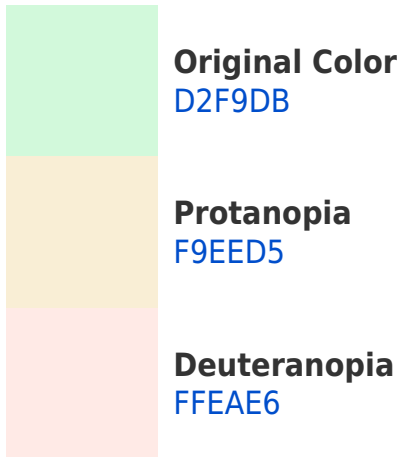 Original Color
D2F9DB
Protanopia
F9EED5
Deuteranopia
FFEAE6